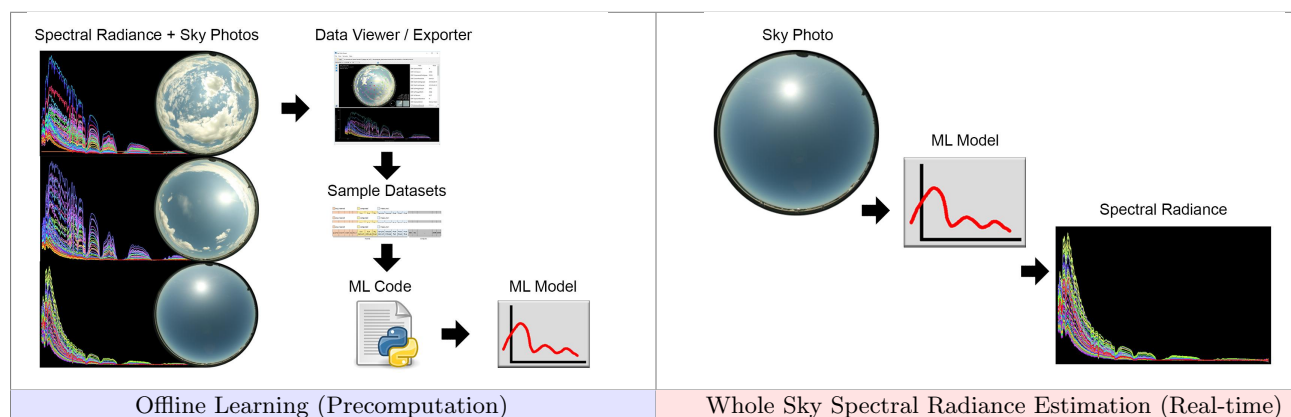 Spectral Radiance + Sky Photos
Data Viewer / Exporter
Sample Datasets
ML Code
ML Model
Offline Learning (Precomputation)
Sky Photo
ML Model
Spectral Radiance
Whole Sky Spectral Radiance Estimation (Real-time)